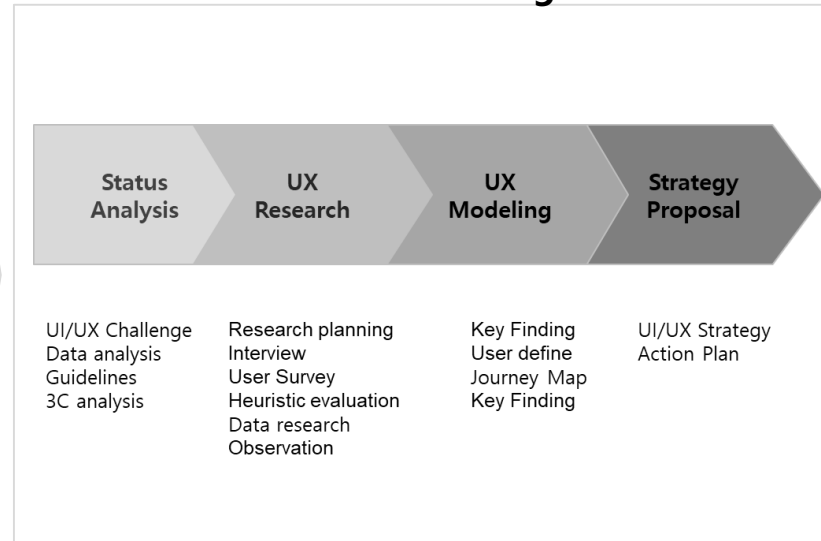 Status
Analysis
UX
Research
UX
Modeling
Strategy
Proposal
UI/UX Challenge
Data analysis
Guidelines
3C analysis
Research planning
Interview
User Survey
Heuristic evaluation
Data research
Observation
Key Finding
User define
Journey Map
Key Finding
UI/UX Strategy
Action Plan